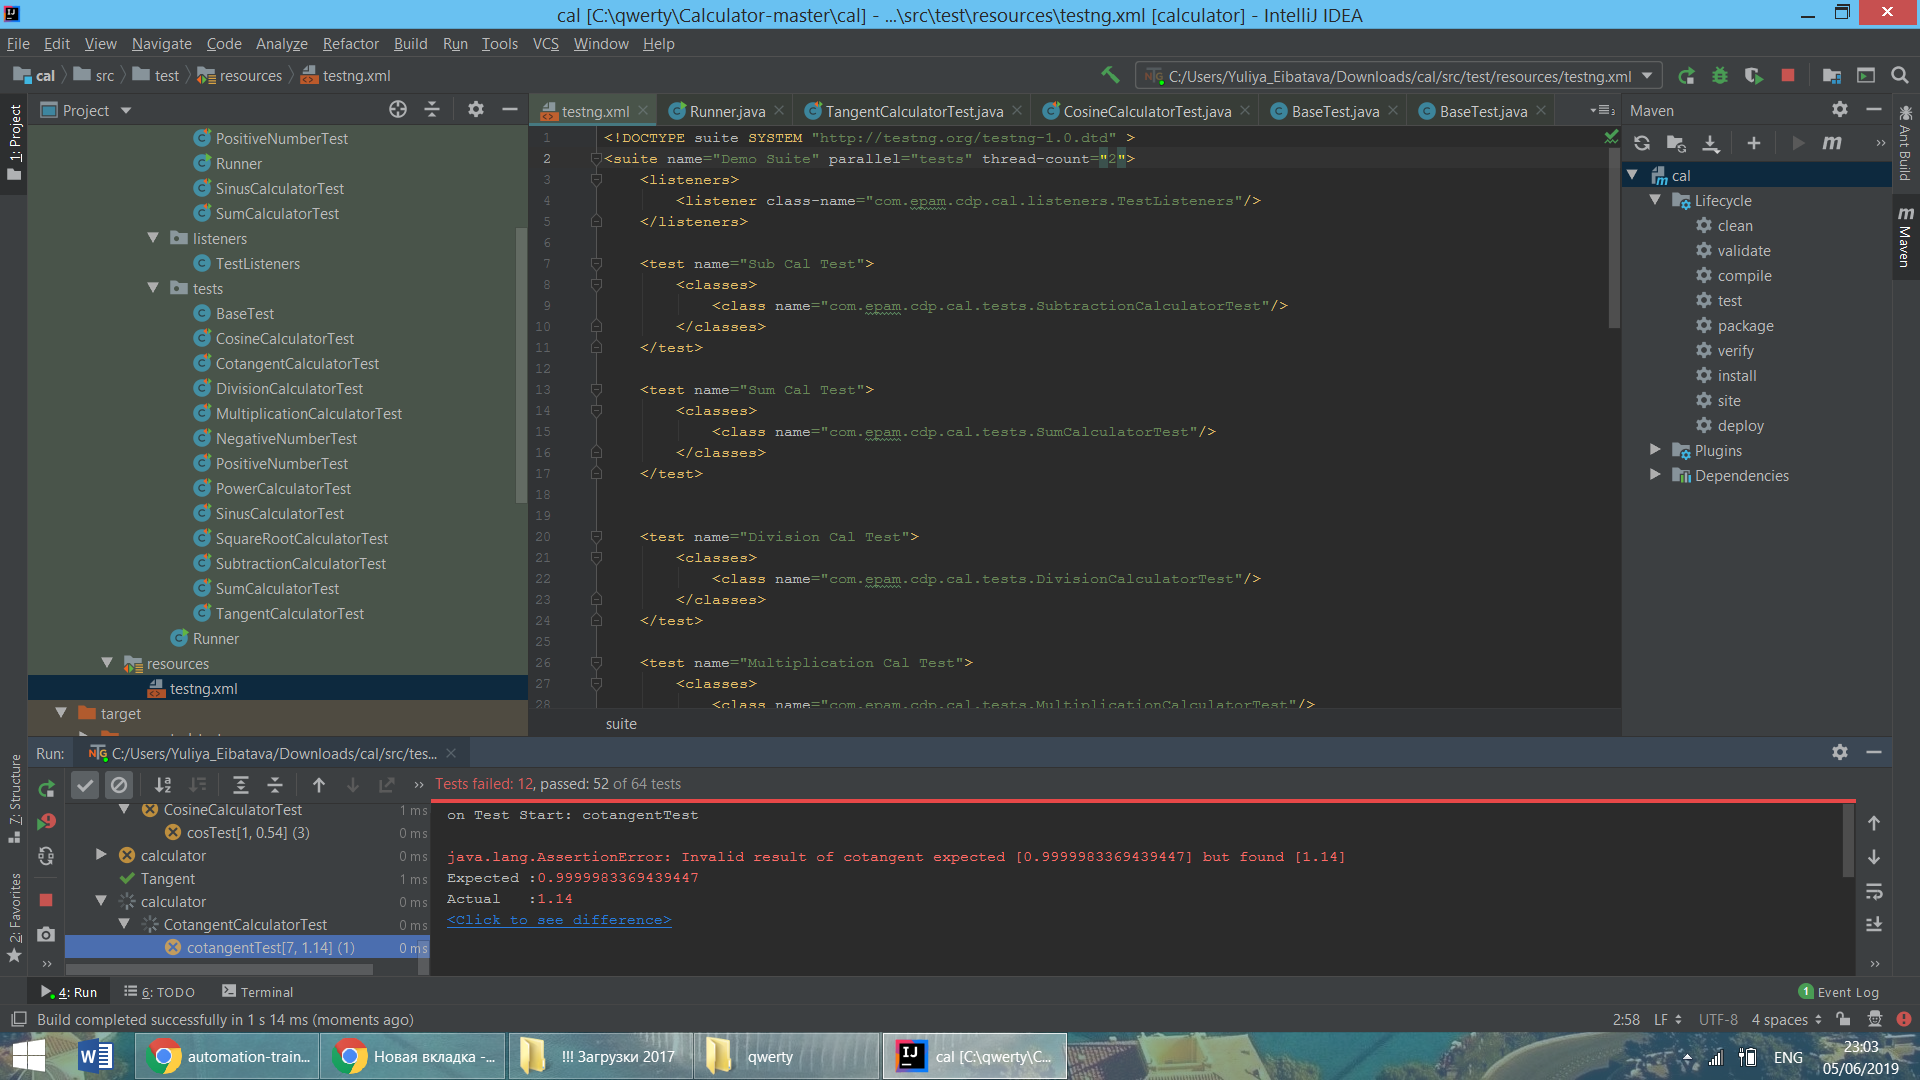 cal [C:\qwerty\Calculator-master\cal] - ...\src\test\resources\testng.xml [calculator] - IntelliJ IDEA
File Edit View Navigate Code Analyze Refactor Build Run Tools VCS Window Help
cal src test resources testng.xml
C:/Users/Yuliya_Eibatava/Downloads/cal/src/test/resources/testng.xml
1: Project
Project
PositiveNumberTest
Runner
SinusCalculatorTest
SumCalculatorTest
listeners
TestListeners
tests
BaseTest
CosineCalculatorTest
CotangentCalculatorTest
DivisionCalculatorTest
MultiplicationCalculatorTest
NegativeNumberTest
PositiveNumberTest
PowerCalculatorTest
SinusCalculatorTest
SquareRootCalculatorTest
SubtractionCalculatorTest
SumCalculatorTest
TangentCalculatorTest
Runner
resources
testng.xml
target
testng.xml Runner.java TangentCalculatorTest.java CosineCalculatorTest.java BaseTest.java BaseTest.java
1 <!DOCTYPE suite SYSTEM "http://testng.org/testng-1.0.dtd" >
2 <suite name="Demo Suite" parallel="tests" thread-count="2">
3 <listeners>
4 <listener class-name="com.epam.cdp.cal.listeners.TestListeners"/>
5 </listeners>
6
7 <test name="Sub Cal Test">
8 <classes>
9 <class name="com.epam.cdp.cal.tests.SubtractionCalculatorTest"/>
10 </classes>
11 </test>
12
13 <test name="Sum Cal Test">
14 <classes>
15 <class name="com.epam.cdp.cal.tests.SumCalculatorTest"/>
16 </classes>
17 </test>
18
19
20 <test name="Division Cal Test">
21 <classes>
22 <class name="com.epam.cdp.cal.tests.DivisionCalculatorTest"/>
23 </classes>
24 </test>
25
26 <test name="Multiplication Cal Test">
27 <classes>
28 <class name="com.epam.cdp.cal.tests.MultiplicationCalculatorTest"/>
suite
Maven
cal
Lifecycle
clean
validate
compile
test
package
verify
install
site
deploy
Plugins
Dependencies
Ant Build
Maven
Run: C:/Users/Yuliya_Eibatava/Downloads/cal/src/tes...
7: Structure
2: Favorites
Tests failed: 12, passed: 52 of 64 tests
CosineCalculatorTest 1 ms
cosTest[1, 0.54] (3) 0 ms
calculator 0 ms
Tangent 1 ms
calculator 0 ms
CotangentCalculatorTest 0 ms
cotangentTest[7, 1.14] (1) 0 ms
on Test Start: cotangentTest
java.lang.AssertionError: Invalid result of cotangent expected [0.9999983369439447] but found [1.14]
Expected :0.9999983369439447
Actual :1.14
<Click to see difference>
4: Run 6: TODO Terminal
1 Event Log
Build completed successfully in 1 s 14 ms (moments ago)
2:58 LF UTF-8 4 spaces
automation-train... Новая вкладка -... !!! Загрузки 2017 qwerty cal [C:\qwerty\C...
ENG
23:03
05/06/2019